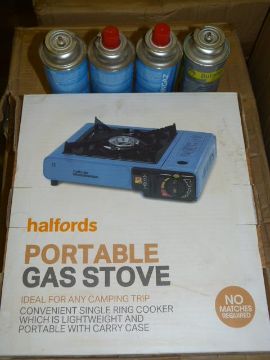 halfords
PORTABLE
GAS STOVE
IDEAL FOR ANY CAMPING TRIP
CONVENIENT SINGLE RING COOKER
WHICH IS LIGHTWEIGHT AND
PORTABLE WITH CARRY CASE
NO
MATCHES
REQUIRED